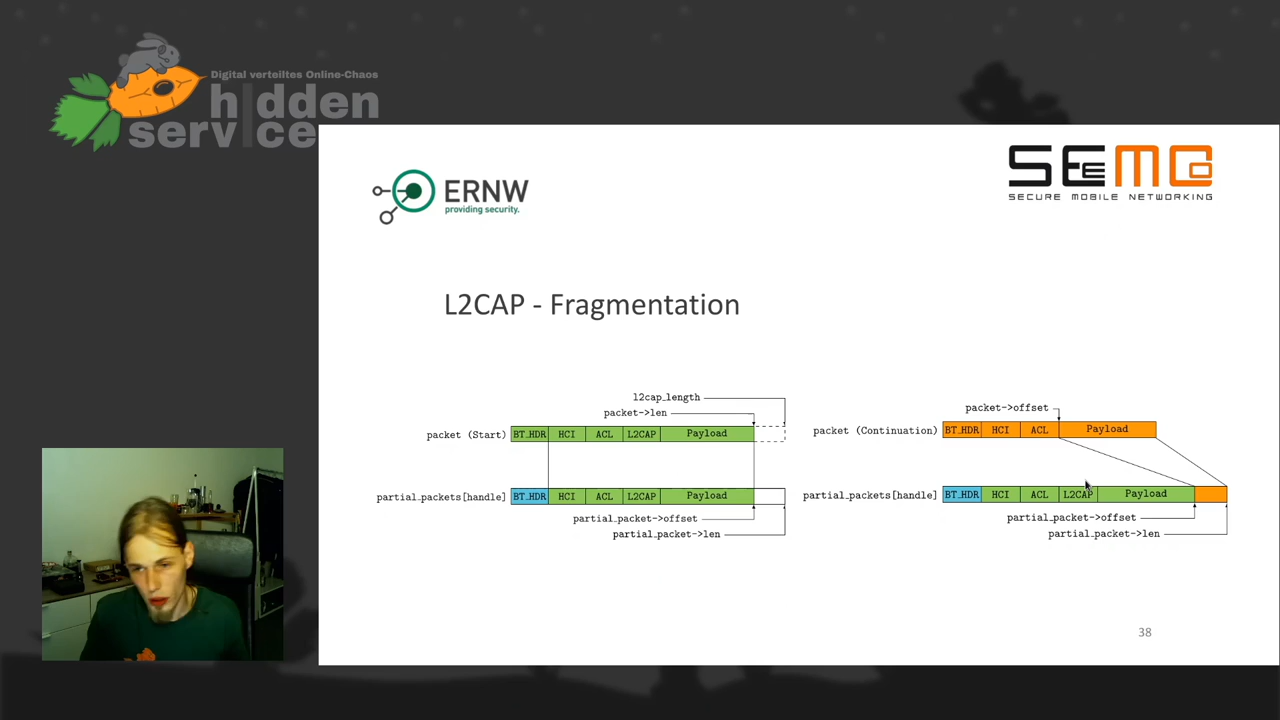 Digital verteiltes Online-Chaos
hidden
service
ERNW
providing security.
SEEMOO
SECURE MOBILE NETWORKING
L2CAP - Fragmentation
l2cap_length
packet->len
packet (Start) BT_HDR HCI ACL L2CAP Payload
partial_packets[handle] BT_HDR HCI ACL L2CAP Payload
partial_packet->offset
partial_packet->len
packet->offset
packet (Continuation) BT_HDR HCI ACL Payload
partial_packets[handle] BT_HDR HCI ACL L2CAP Payload
partial_packet->offset
partial_packet->len
38